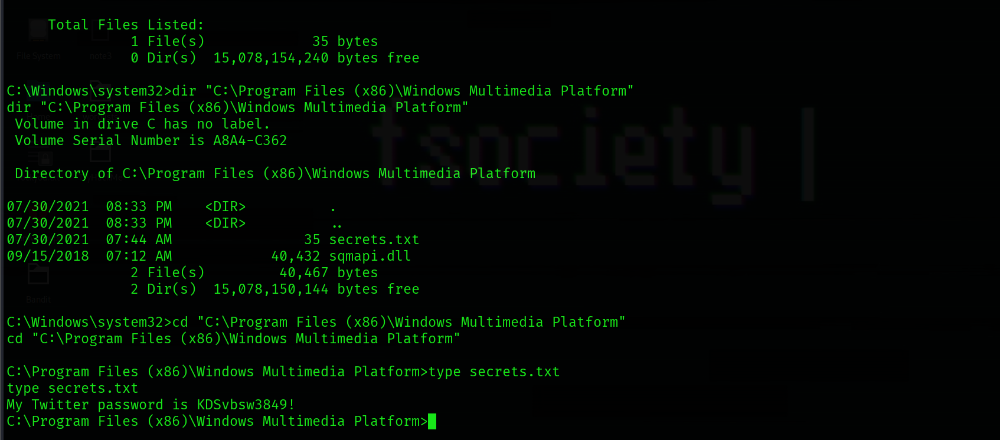 Total Files Listed:
1 File(s) 35 bytes
0 Dir(s) 15,078,154,240 bytes free
C:\Windows\system32>dir "C:\Program Files (x86)\Windows Multimedia Platform"
dir "C:\Program Files (x86)\Windows Multimedia Platform"
Volume in drive C has no label.
Volume Serial Number is A8A4-C362
Directory of C:\Program Files (x86)\Windows Multimedia Platform
07/30/2021 08:33 PM <DIR> .
07/30/2021 08:33 PM <DIR> ..
07/30/2021 07:44 AM 35 secrets.txt
09/15/2018 07:12 AM 40,432 sqmapi.dll
2 File(s) 40,467 bytes
2 Dir(s) 15,078,150,144 bytes free
C:\Windows\system32>cd "C:\Program Files (x86)\Windows Multimedia Platform"
cd "C:\Program Files (x86)\Windows Multimedia Platform"
C:\Program Files (x86)\Windows Multimedia Platform>type secrets.txt
type secrets.txt
My Twitter password is KDSvbsw3849!
C:\Program Files (x86)\Windows Multimedia Platform>
File System
note3
Bandit
fsociety|